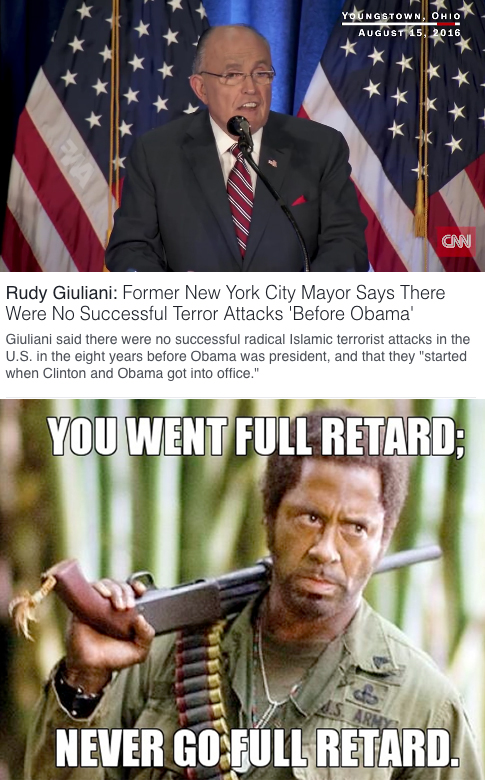 YOUNGSTOWN, OHIO
AUGUST 15, 2016
CNN
Rudy Giuliani: Former New York City Mayor Says There
Were No Successful Terror Attacks 'Before Obama'
Giuliani said there were no successful radical Islamic terrorist attacks in the
U.S. in the eight years before Obama was president, and that they "started
when Clinton and Obama got into office."
YOU WENT FULL RETARD;
U.S. ARMY
NEVER GO FULL RETARD.